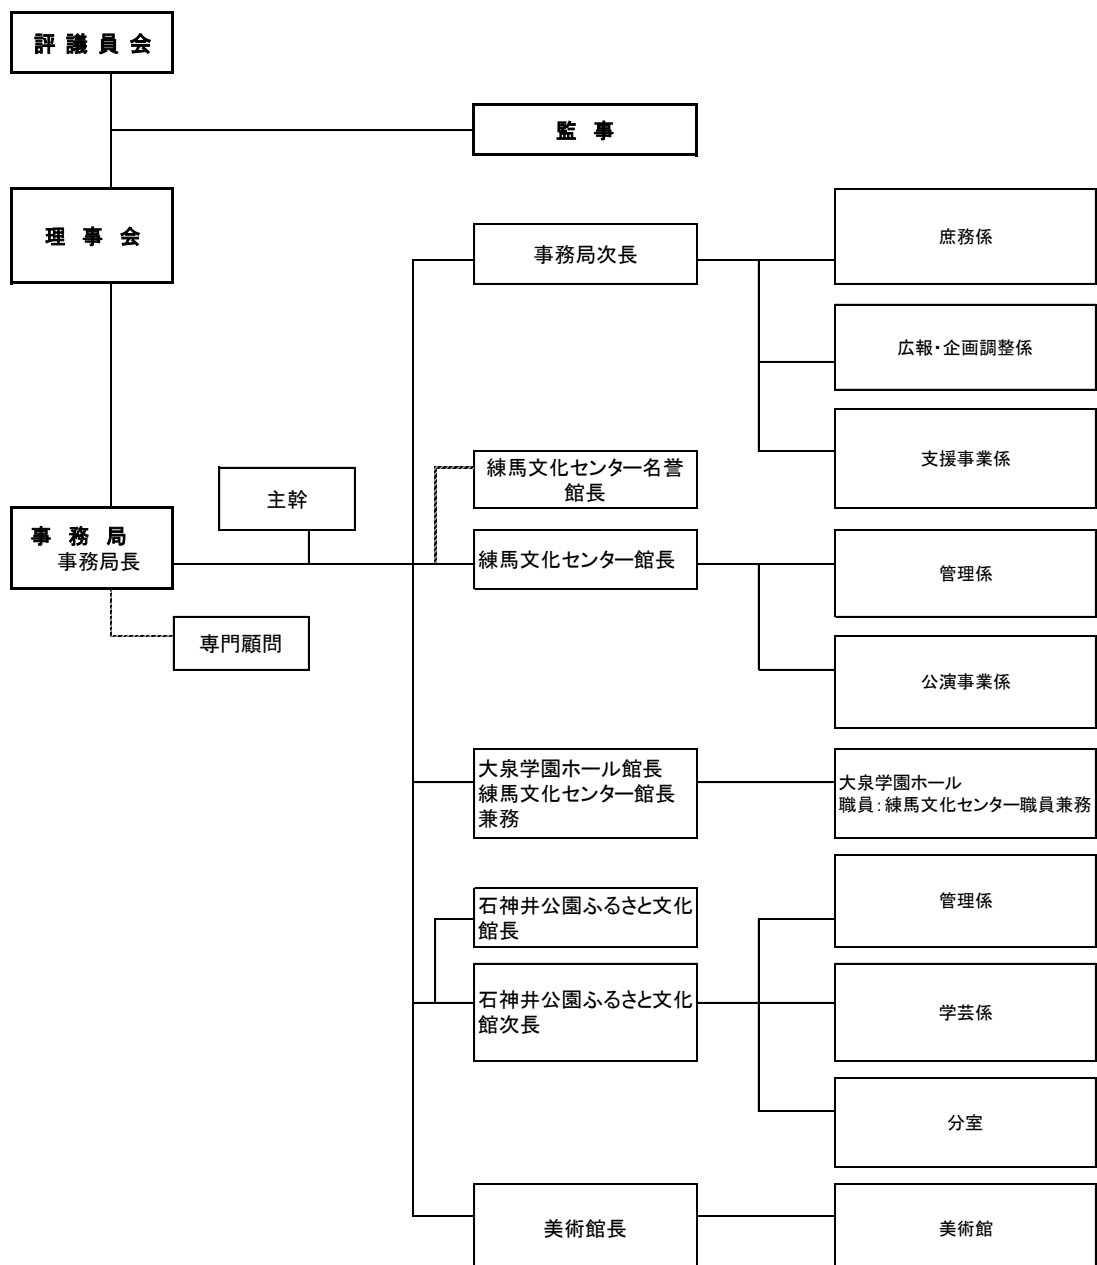 評議員会
監事
理事会
事務局次長
庶務係
広報・企画調整係
支援事業係
練馬文化センター名誉
館長
主幹
事務局
事務局長
練馬文化センター館長
管理係
専門顧問
公演事業係
大泉学園ホール館長
練馬文化センター館長
兼務
大泉学園ホール
職員：練馬文化センター職員兼務
石神井公園ふるさと文化
館長
管理係
石神井公園ふるさと文化
館次長
学芸係
分室
美術館長
美術館